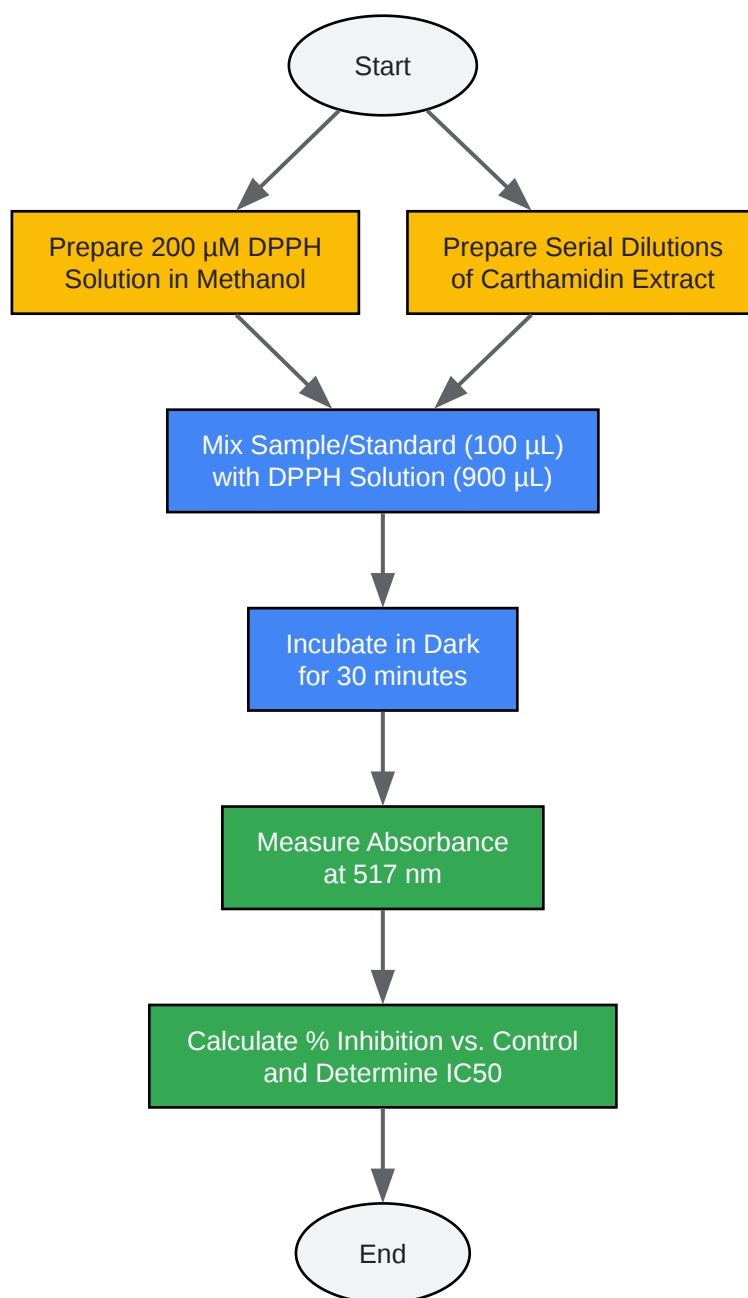 Start
Prepare 200 µM DPPH
Solution in Methanol
Prepare Serial Dilutions
of Carthamidin Extract
Mix Sample/Standard (100 µL)
with DPPH Solution (900 µL)
Incubate in Dark
for 30 minutes
Measure Absorbance
at 517 nm
Calculate % Inhibition vs. Control
and Determine IC50
End